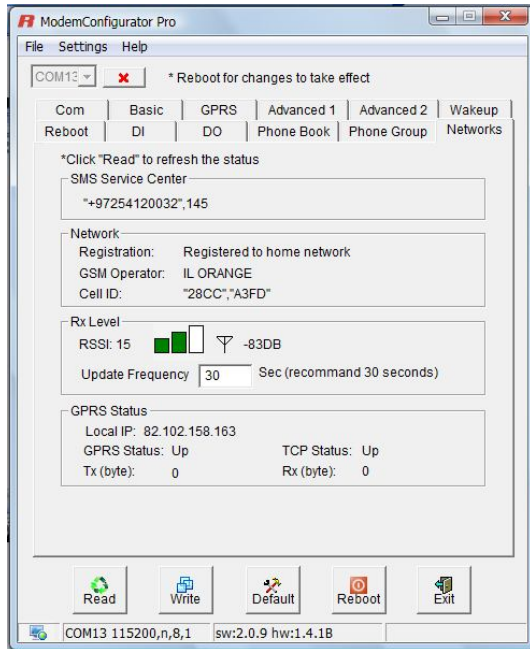 ModemConfigurator Pro
File Settings Help
COM13 * Reboot for changes to take effect
Com Basic GPRS Advanced 1 Advanced 2 Wakeup
Reboot DI DO Phone Book Phone Group Networks
*Click "Read" to refresh the status
SMS Service Center
"+97254120032",145
Network
Registration: Registered to home network
GSM Operator: IL ORANGE
Cell ID: "28CC","A3FD"
Rx Level
RSSI: 15 -83DB
Update Frequency 30 Sec (recommand 30 seconds)
GPRS Status
Local IP: 82.102.158.163
GPRS Status: Up TCP Status: Up
Tx (byte): 0 Rx (byte): 0
Read Write Default Reboot Exit
COM13 115200,n,8,1 sw:2.0.9 hw:1.4.1B